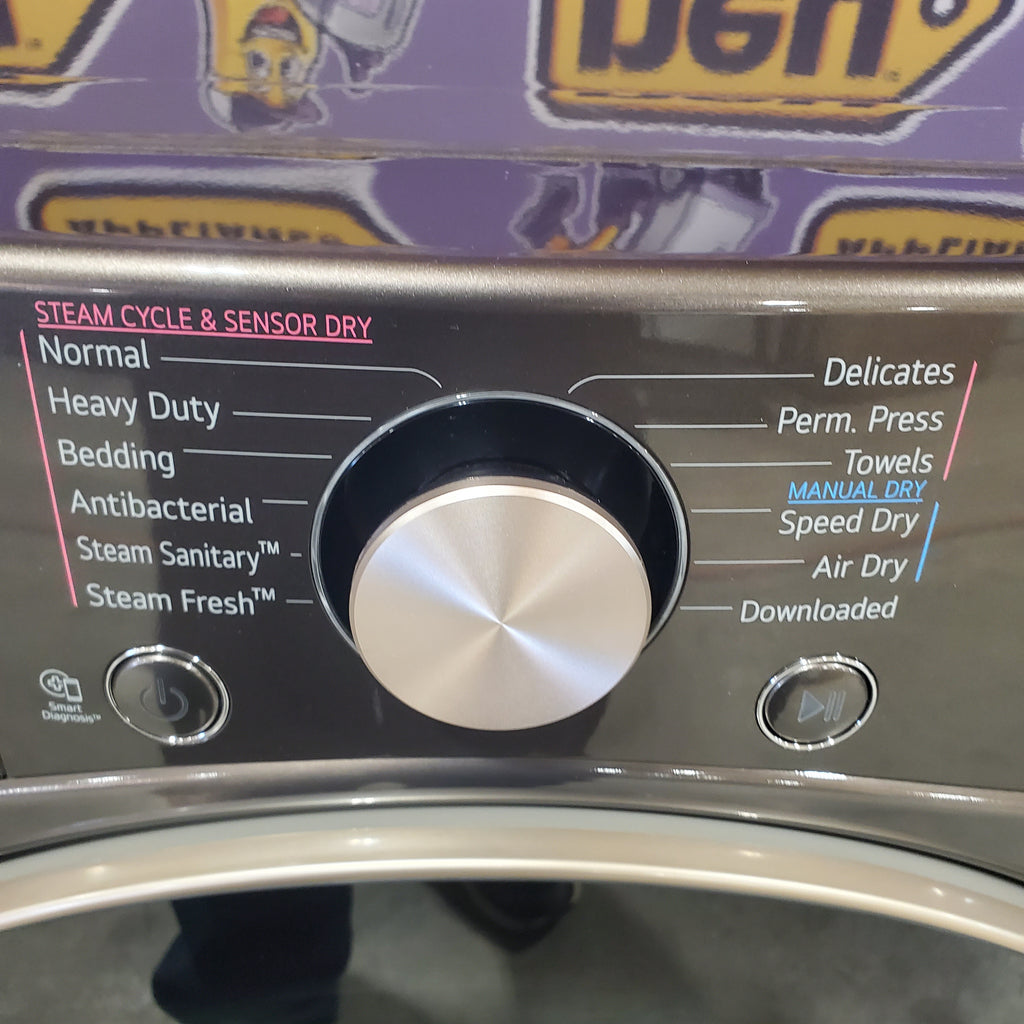 STEAM CYCLE & SENSOR DRY
Normal
Heavy Duty
Bedding
Antibacterial
Steam Sanitary™
Steam Fresh™
Delicates
Perm. Press
Towels
MANUAL DRY
Speed Dry
Air Dry
Downloaded
Smart
Diagnosis™